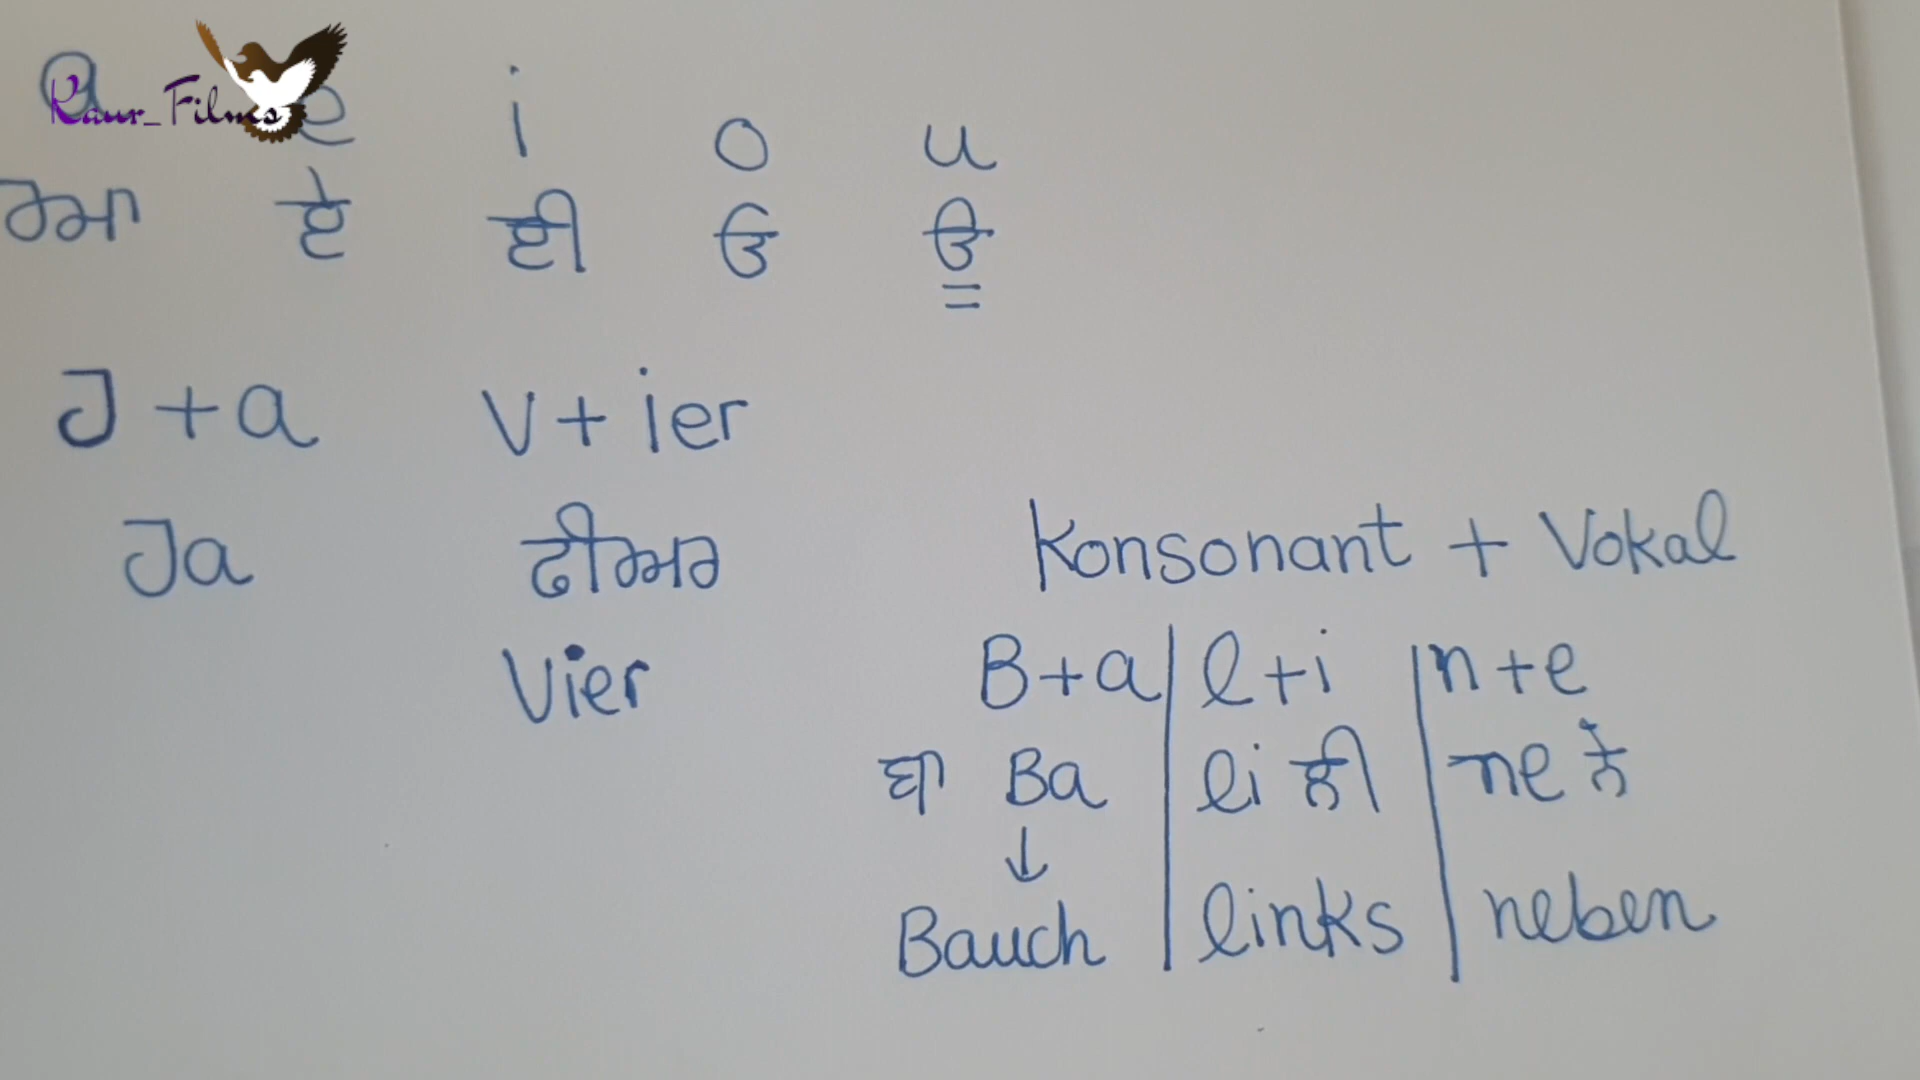 Kaur_Films
a e i o u
ਆ ਏ ਈ ਓ ਊ
J + a V + ier
Ja ਫੀਅਰ Konsonant + Vokal
Vier B+a l+i n+e
ਬਾ Ba li ਲੀ ne ਨੇ
↓
Bauch links neben